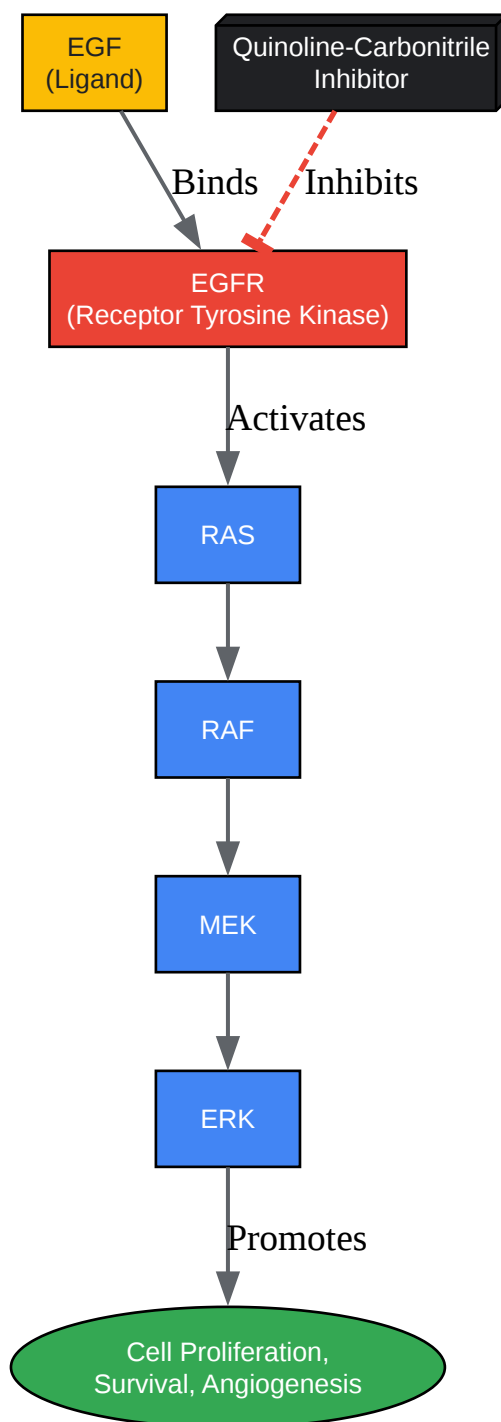 EGF
(Ligand)
Quinoline-Carbonitrile
Inhibitor
Binds
Inhibits
EGFR
(Receptor Tyrosine Kinase)
Activates
RAS
RAF
MEK
ERK
Promotes
Cell Proliferation,
Survival, Angiogenesis